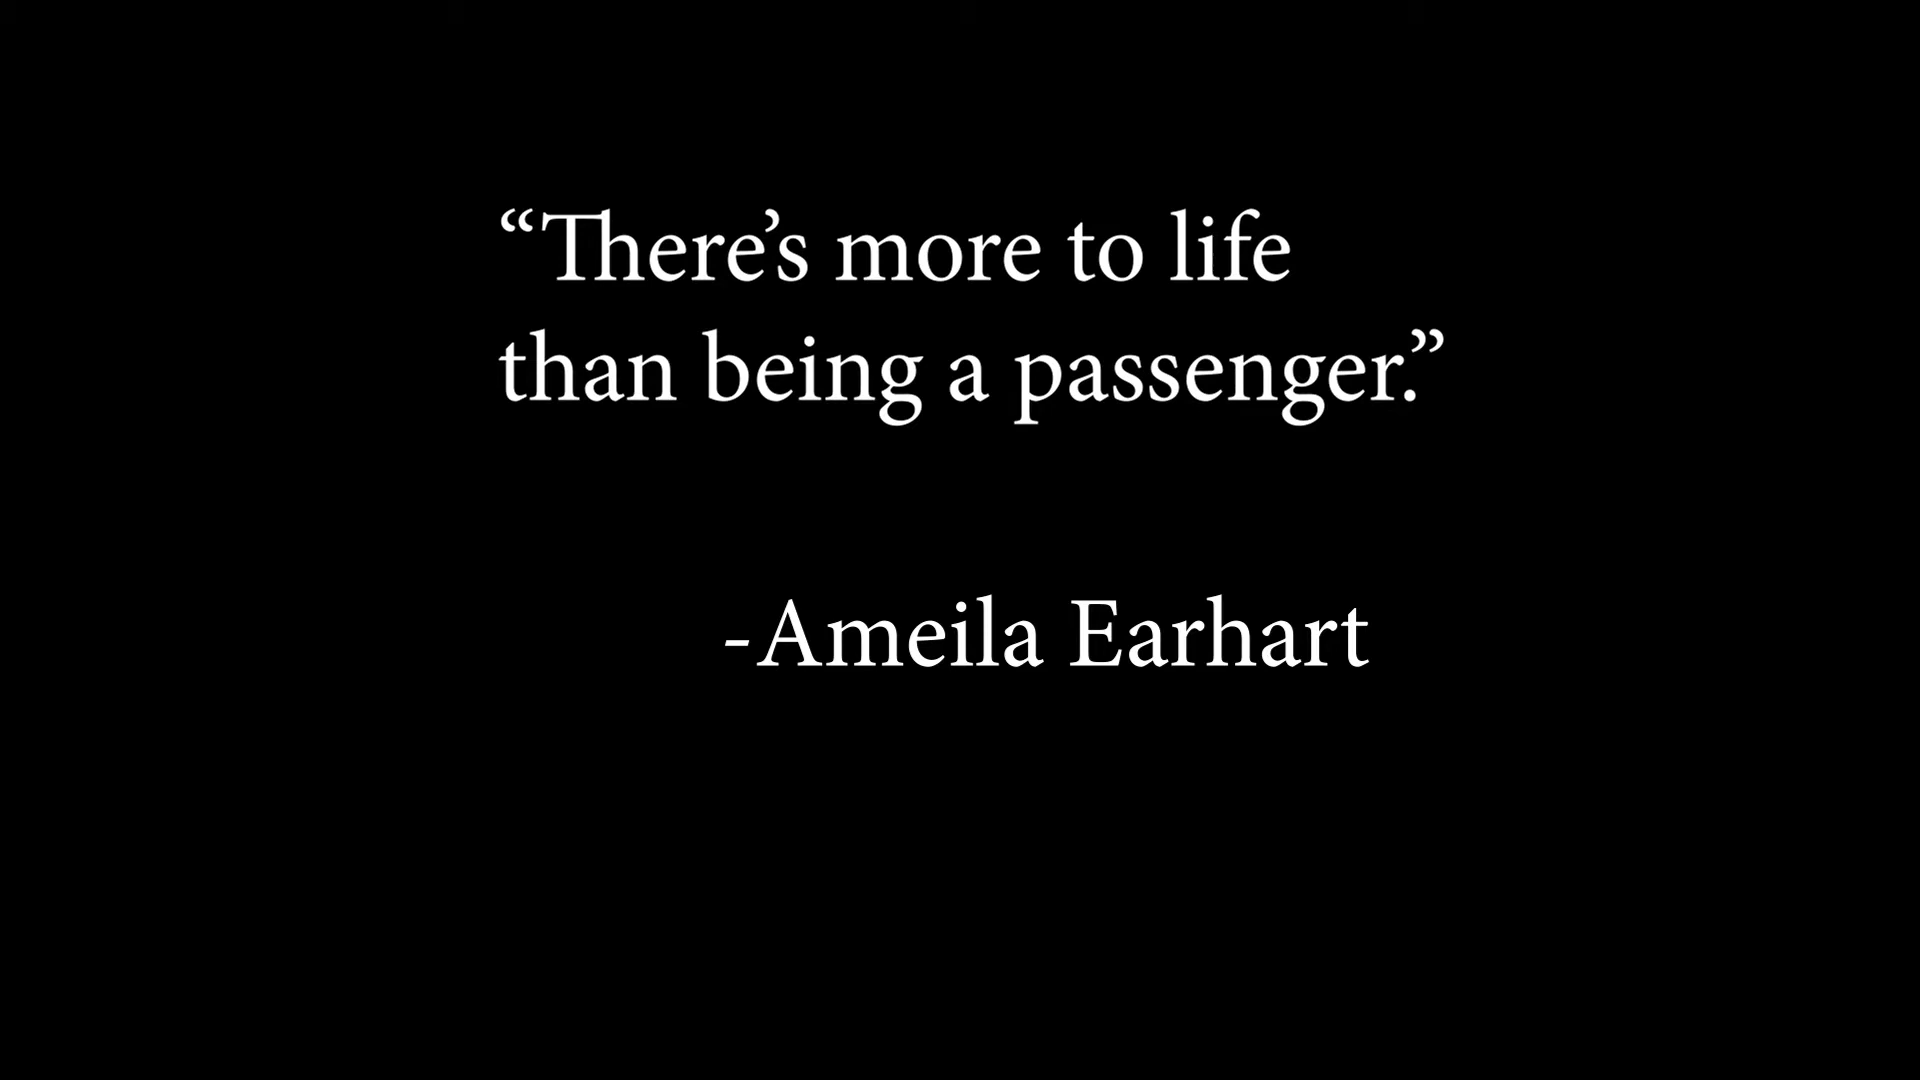 “There’s more to life
than being a passenger.”
-Ameila Earhart